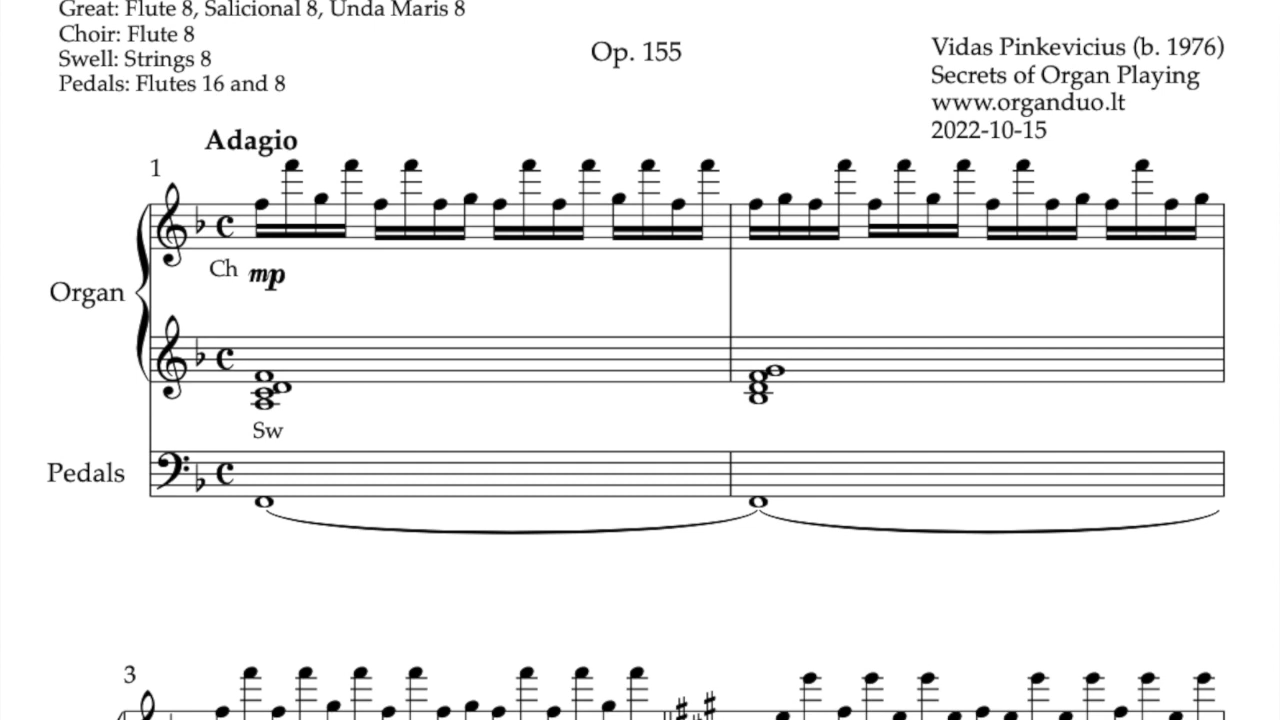 Great: Flute 8, Salicional 8, Unda Maris 8
Choir: Flute 8
Swell: Strings 8
Pedals: Flutes 16 and 8
Op. 155
Vidas Pinkevicius (b. 1976)
Secrets of Organ Playing
www.organduo.lt
2022-10-15
Adagio
1
Ch mp
Organ
Sw
Pedals
3